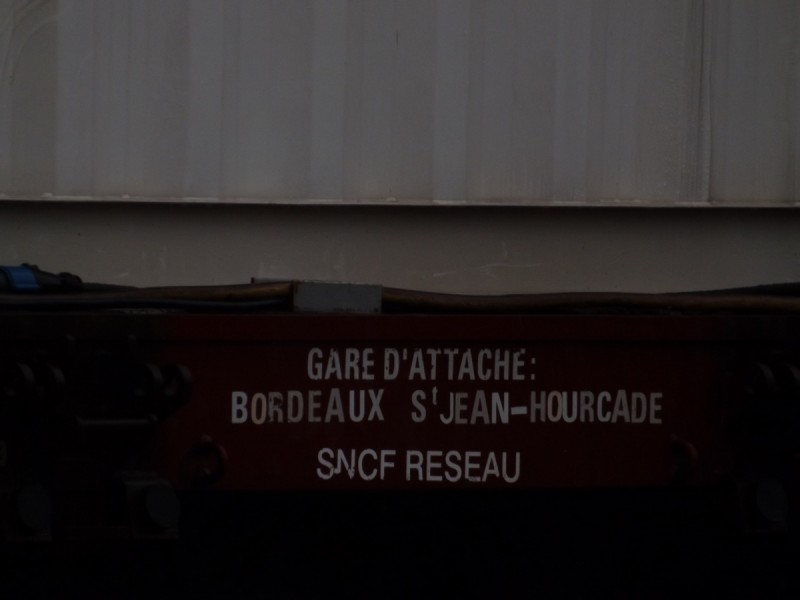 GARE D'ATTACHE:
BORDEAUX St JEAN-HOURCADE
SNCF RESEAU